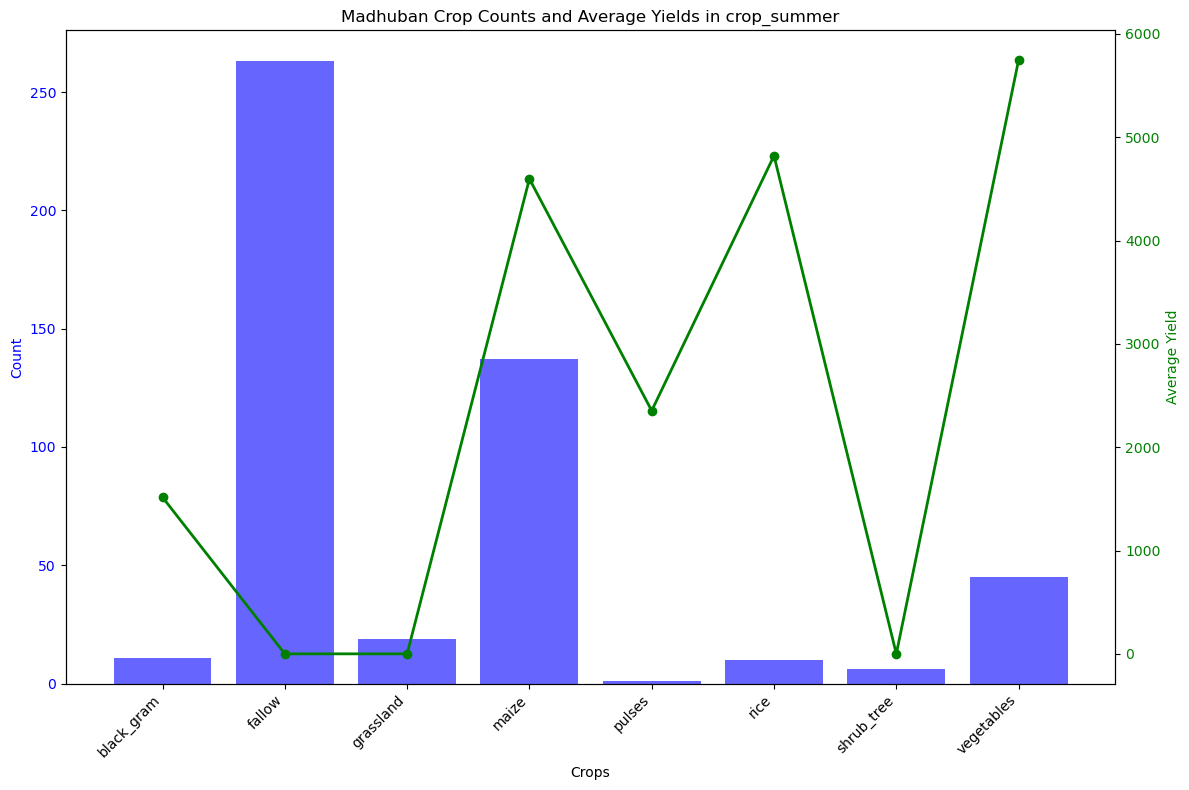 Madhuban Crop Counts and Average Yields in crop_summer
250
200
150
100
50
0
Count
6000
5000
4000
3000
2000
1000
0
Average Yield
black_gram
fallow
grassland
maize
pulses
rice
shrub_tree
vegetables
Crops